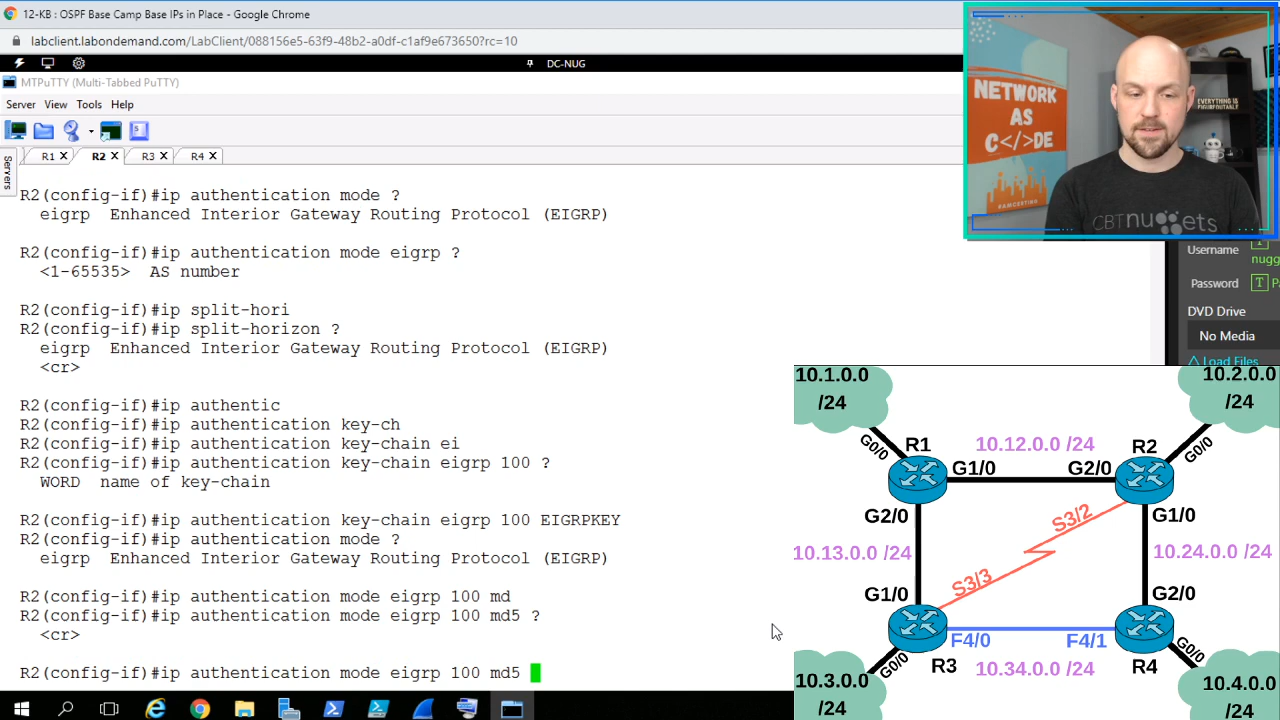 12-KB : OSPF Base Camp Base IPs in Place - Google Chrome
labclient.labondemand.com/LabClient/088156e5-63f9-48b2-a0df-c1af9e673650?rc=10
DC-NUG
MTPuTTY (Multi-Tabbed PuTTY)
Server View Tools Help
Servers
R1 R2 R3 R4
R2(config-if)#ip authentication mode ?
eigrp Enhanced Interior Gateway Routing Protocol (EIGRP)
R2(config-if)#ip authentication mode eigrp ?
<1-65535> AS number
R2(config-if)#ip split-hori
R2(config-if)#ip split-horizon ?
eigrp Enhanced Interior Gateway Routing Protocol (EIGRP)
<cr>
R2(config-if)#ip authentic
R2(config-if)#ip authentication key-ch
R2(config-if)#ip authentication key-chain ei
R2(config-if)#ip authentication key-chain eigrp 100 ?
WORD name of key-chain
R2(config-if)#ip authentication key-chain eigrp 100 EIGRPKEY
R2(config-if)#ip authentication mode ?
eigrp Enhanced Interior Gateway Routing Protocol (EIGRP)
R2(config-if)#ip authentication mode eigrp 100 md
R2(config-if)#ip authentication mode eigrp 100 md5 ?
<cr>
R2(config-if)#ip authentication mode eigrp 100 md5
NETWORK
AS
C</>DE
EVERYTHING IS
FIGUREOUTABLE
CBTnuggets
Username
nugg
Password
DVD Drive
No Media
Load Files
10.1.0.0
/24
10.2.0.0
/24
G0/0
R1
10.12.0.0 /24
R2
G0/0
G1/0
G2/0
G2/0
S3/2
G1/0
10.13.0.0 /24
10.24.0.0 /24
S3/3
G1/0
G2/0
F4/0
F4/1
G0/0
R3
10.34.0.0 /24
R4
G0/0
10.3.0.0
/24
10.4.0.0
/24